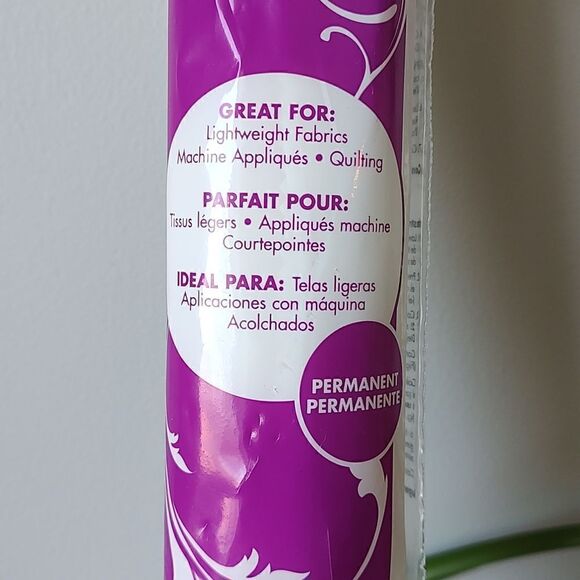 GREAT FOR:
Lightweight Fabrics
Machine Appliqués • Quilting
PARFAIT POUR:
Tissus légers • Appliqués machine
Courtepointes
IDEAL PARA: Telas ligeras
Aplicaciones con máquina
Acolchados
PERMANENT
PERMANENTE